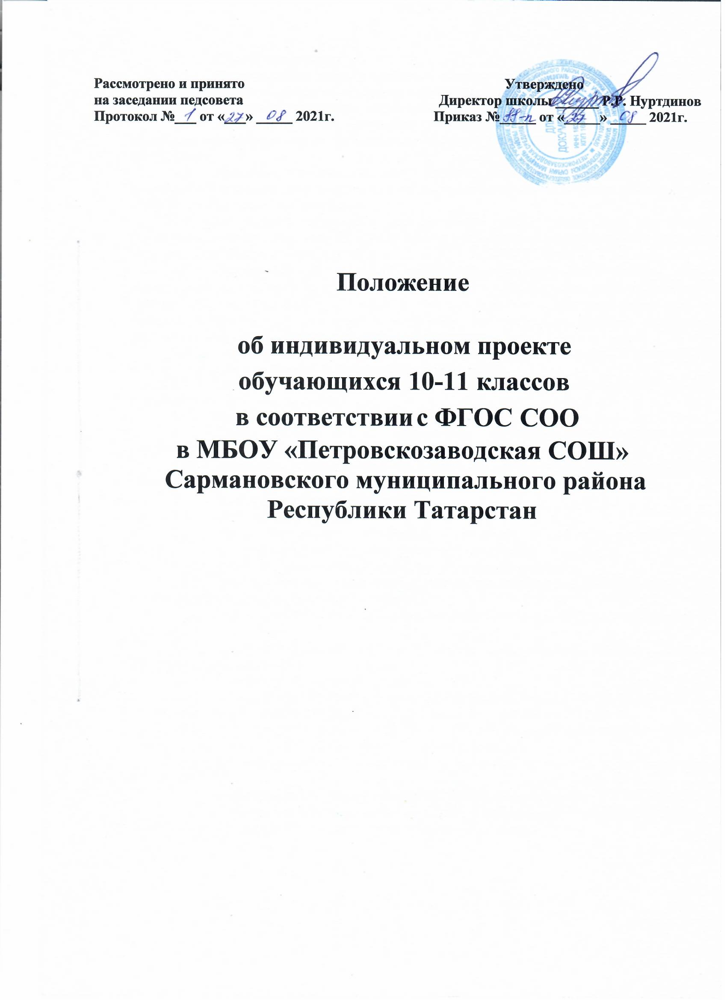 Рассмотрено и принято
на заседании педсовета
Протокол № 1 от «27» 08 2021г.
Утверждено
Директор школы Р.Р. Нуртдинов
Приказ № от «27» 08 2021г.
Положение
об индивидуальном проекте
обучающихся 10-11 классов
в соответствии с ФГОС СОО
в МБОУ «Петровскозаводская СОШ»
Сармановского муниципального района
Республики Татарстан